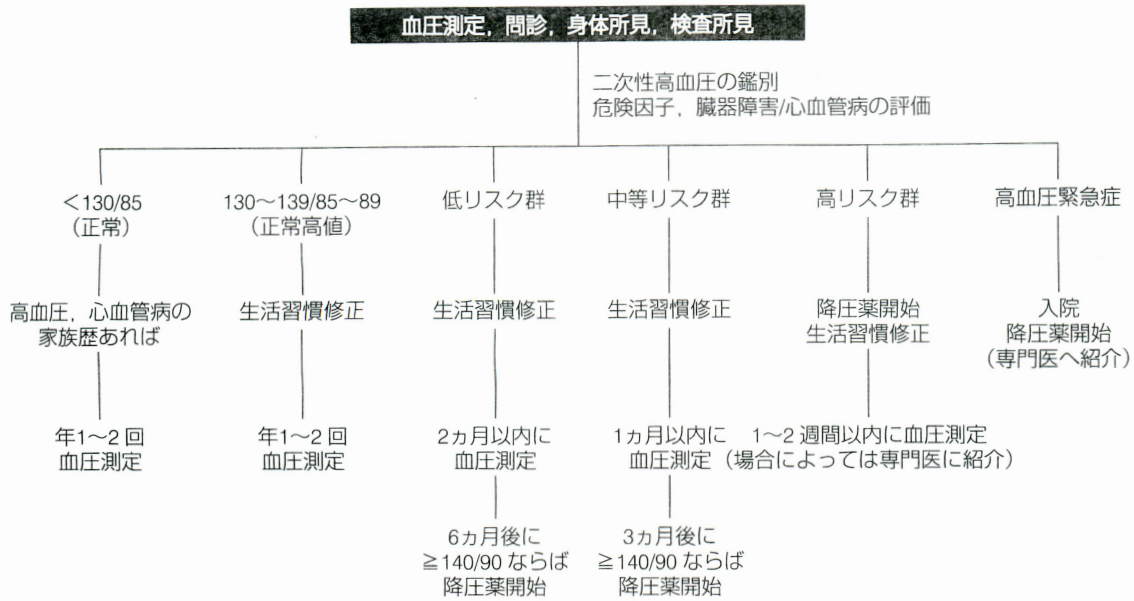 血圧測定，問診，身体所見，検査所見
二次性高血圧の鑑別
危険因子，臓器障害/心血管病の評価
＜130/85
（正常）
高血圧，心血管病の
家族歴あれば
年1～2回
血圧測定
130～139/85～89
（正常高値）
生活習慣修正
年1～2回
血圧測定
低リスク群
生活習慣修正
2ヵ月以内に
血圧測定
6ヵ月後に
≧140/90ならば
降圧薬開始
中等リスク群
生活習慣修正
1ヵ月以内に
血圧測定
3ヵ月後に
≧140/90ならば
降圧薬開始
高リスク群
降圧薬開始
生活習慣修正
1～2週間以内に血圧測定
（場合によっては専門医に紹介）
高血圧緊急症
入院
降圧薬開始
（専門医へ紹介）